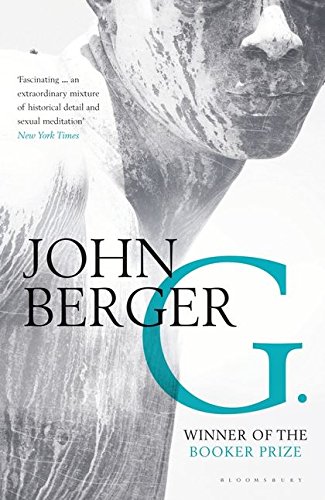 'Fascinating ... an
extraordinary mixture
of historical detail and
sexual meditation'
New York Times
JOHN
BERGER
G.
WINNER OF THE
BOOKER PRIZE
BLOOMSBURY